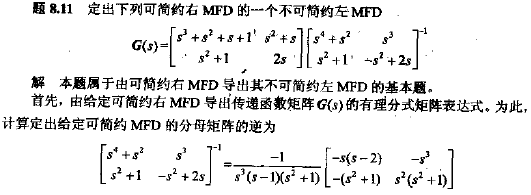 题 8.11 定出下列可简约右 MFD 的一个不可简约左 MFD
G(s)=[s³+s²+s+1 s²+s; s²+1 2s][s⁴+s² s³; s²+1 -s²+2s]⁻¹
解 本题属于由可简约右 MFD 导出其不可简约左 MFD 的基本题。
首先，由给定可简约右 MFD 导出传递函数矩阵 G(s) 的有理分式矩阵表达式。为此，
计算定出给定可简约 MFD 的分母矩阵的逆为
[s⁴+s² s³; s²+1 -s²+2s]⁻¹ = -1/(s³(s-1)(s²+1)) [-s(s-2) -s³; -(s²+1) s²(s²+1)]